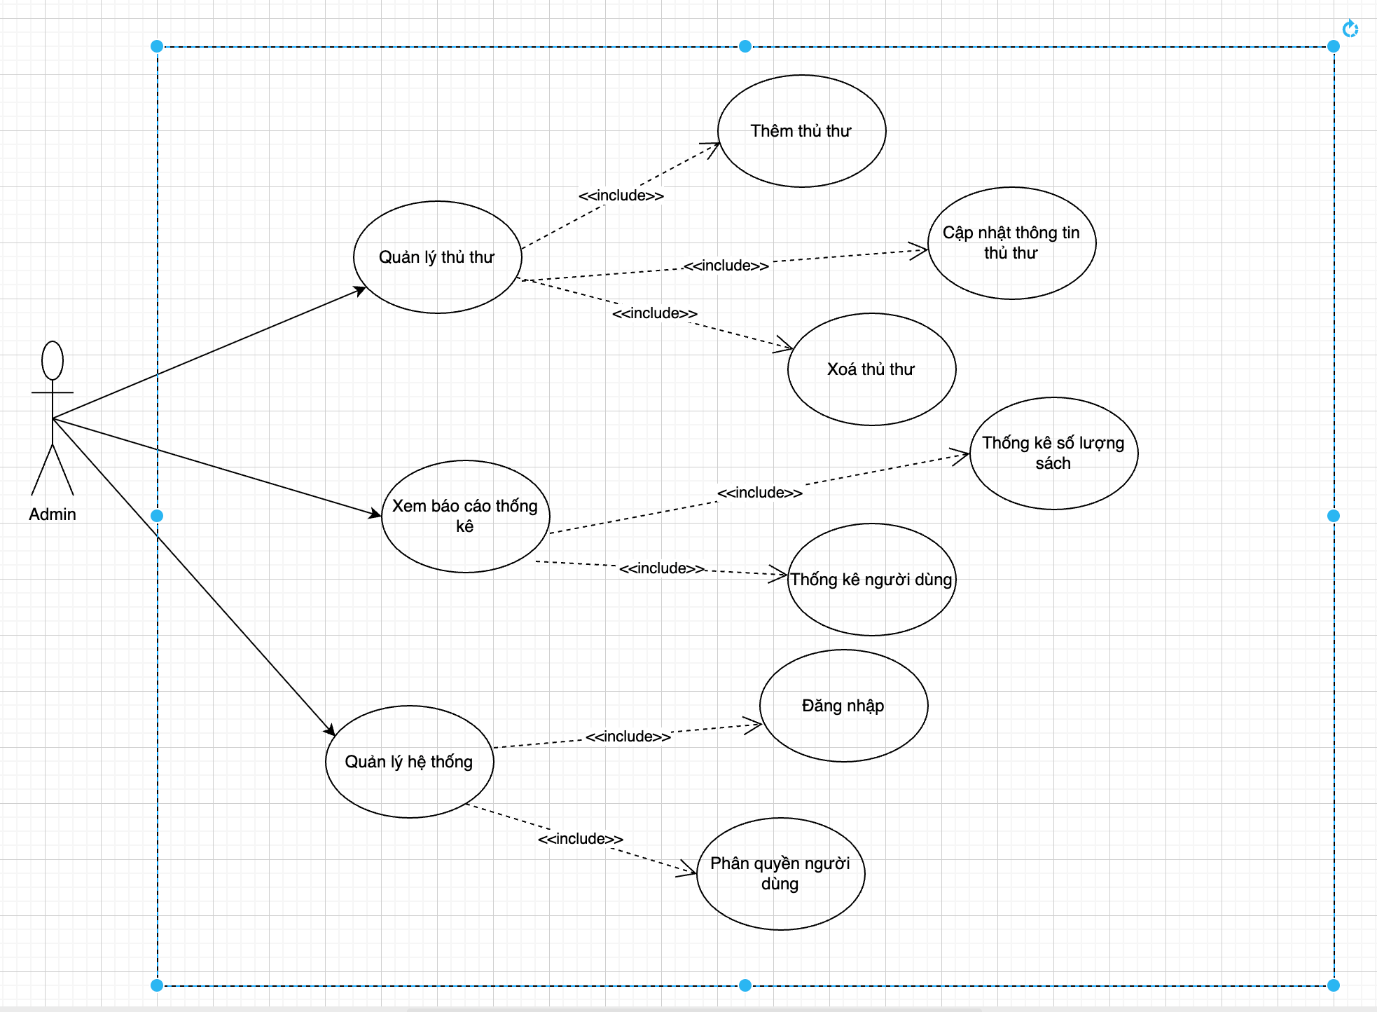 Thêm thủ thư
<<include>>
Cập nhật thông tin
thủ thư
Quản lý thủ thư
<<include>>
<<include>>
Xoá thủ thư
Thống kê số lượng
sách
<<include>>
Xem báo cáo thống
kê
Admin
<<include>>
Thống kê người dùng
Đăng nhập
<<include>>
Quản lý hệ thống
<<include>>
Phân quyền người
dùng